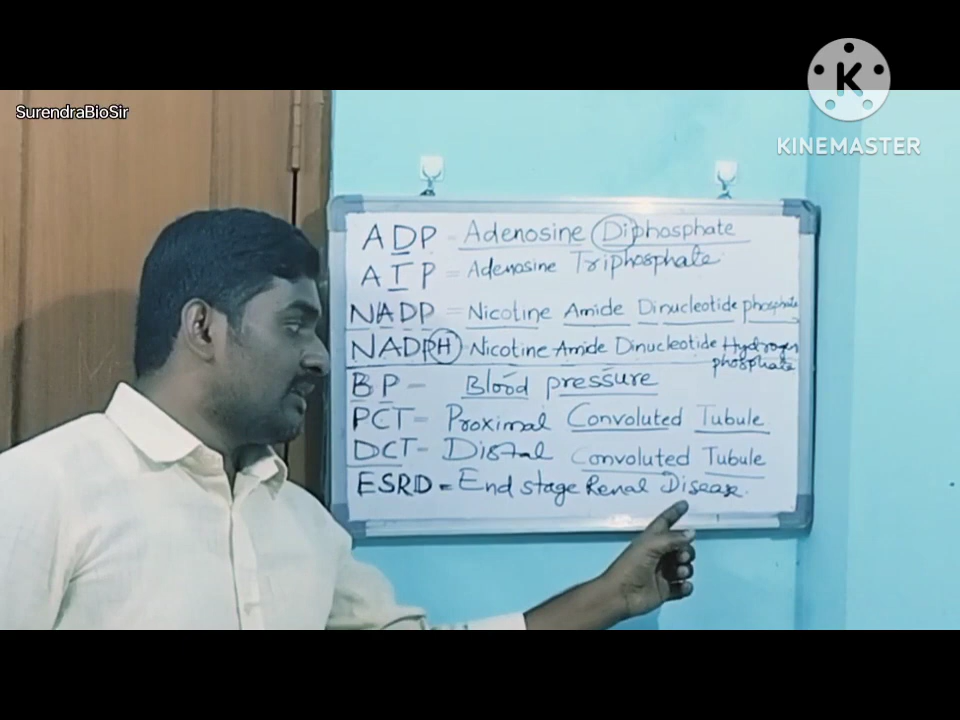 SurendraBioSir
KINEMASTER
ADP = Adenosine Diphosphate
ATP = Adenosine Triphosphate
NADP = Nicotine Amide Dinucleotide phosphate
NADPH = Nicotine Amide Dinucleotide Hydrogen
phosphate
BP - Blood pressure
PCT - Proximal Convoluted Tubule
DCT - Distal Convoluted Tubule
ESRD = End stage Renal Disease.